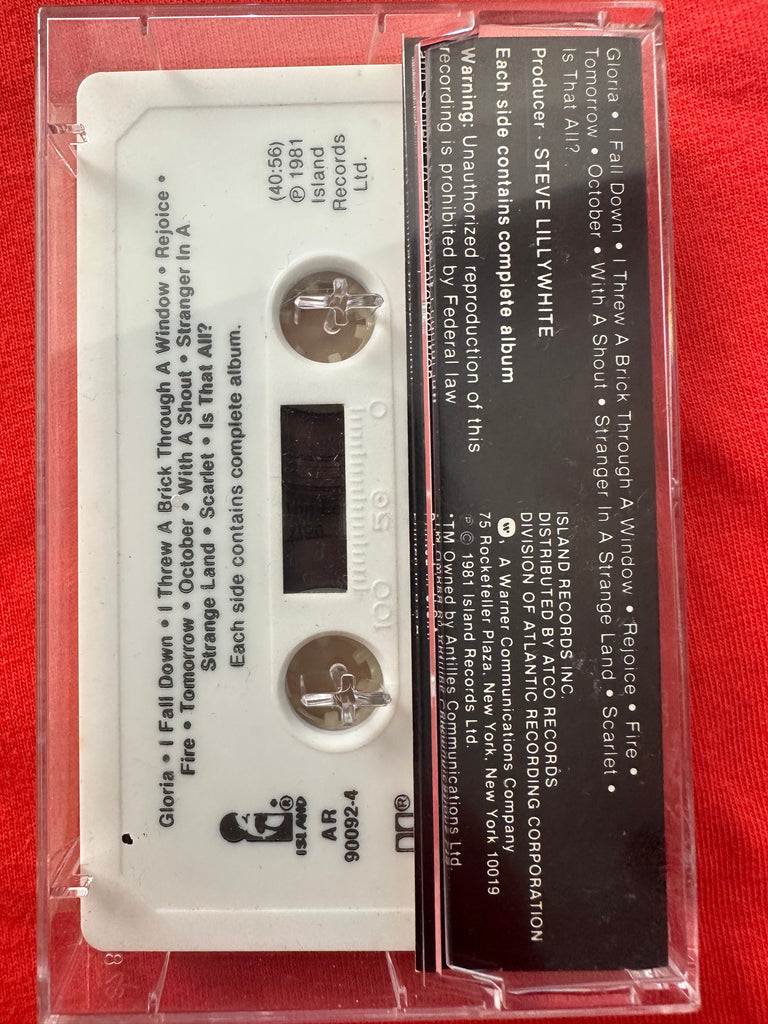 Gloria • I Fall Down • I Threw A Brick Through A Window • Rejoice • Fire •
Tomorrow • October • With A Shout • Stranger In A Strange Land • Scarlet •
Is That All?
Producer: STEVE LILLYWHITE
Each side contains complete album
Warning: Unauthorized reproduction of this
recording is prohibited by Federal law
ISLAND RECORDS INC.
DISTRIBUTED BY ATCO RECORDS
DIVISION OF ATLANTIC RECORDING CORPORATION
W, A Warner Communications Company
75 Rockefeller Plaza, New York, New York 10019
℗ © 1981 Island Records Ltd.
•TM Owned by Antilles Communications Ltd.
Gloria • I Fall Down • I Threw A Brick Through A Window • Rejoice •
Fire • Tomorrow • October • With A Shout • Stranger In A
Strange Land • Scarlet • Is That All?
Each side contains complete album.
(40:56)
℗ 1981
Island
Records
Ltd.
0 50 100
ISLAND®
AR
90092-4